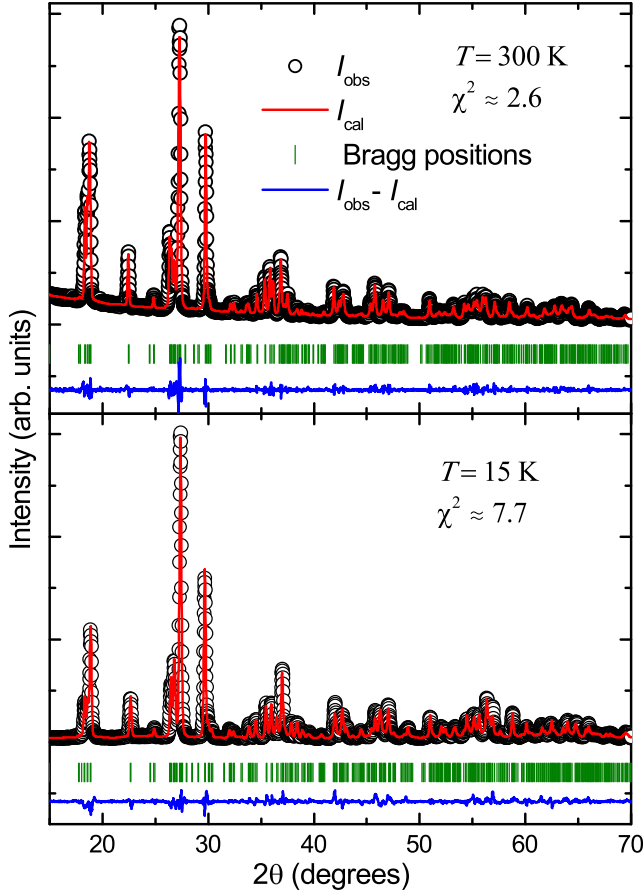 T = 300 K
χ² ≈ 2.6
I_obs
I_cal
Bragg positions
I_obs - I_cal
T = 15 K
χ² ≈ 7.7
Intensity (arb. units)
20 30 40 50 60 70
2θ (degrees)